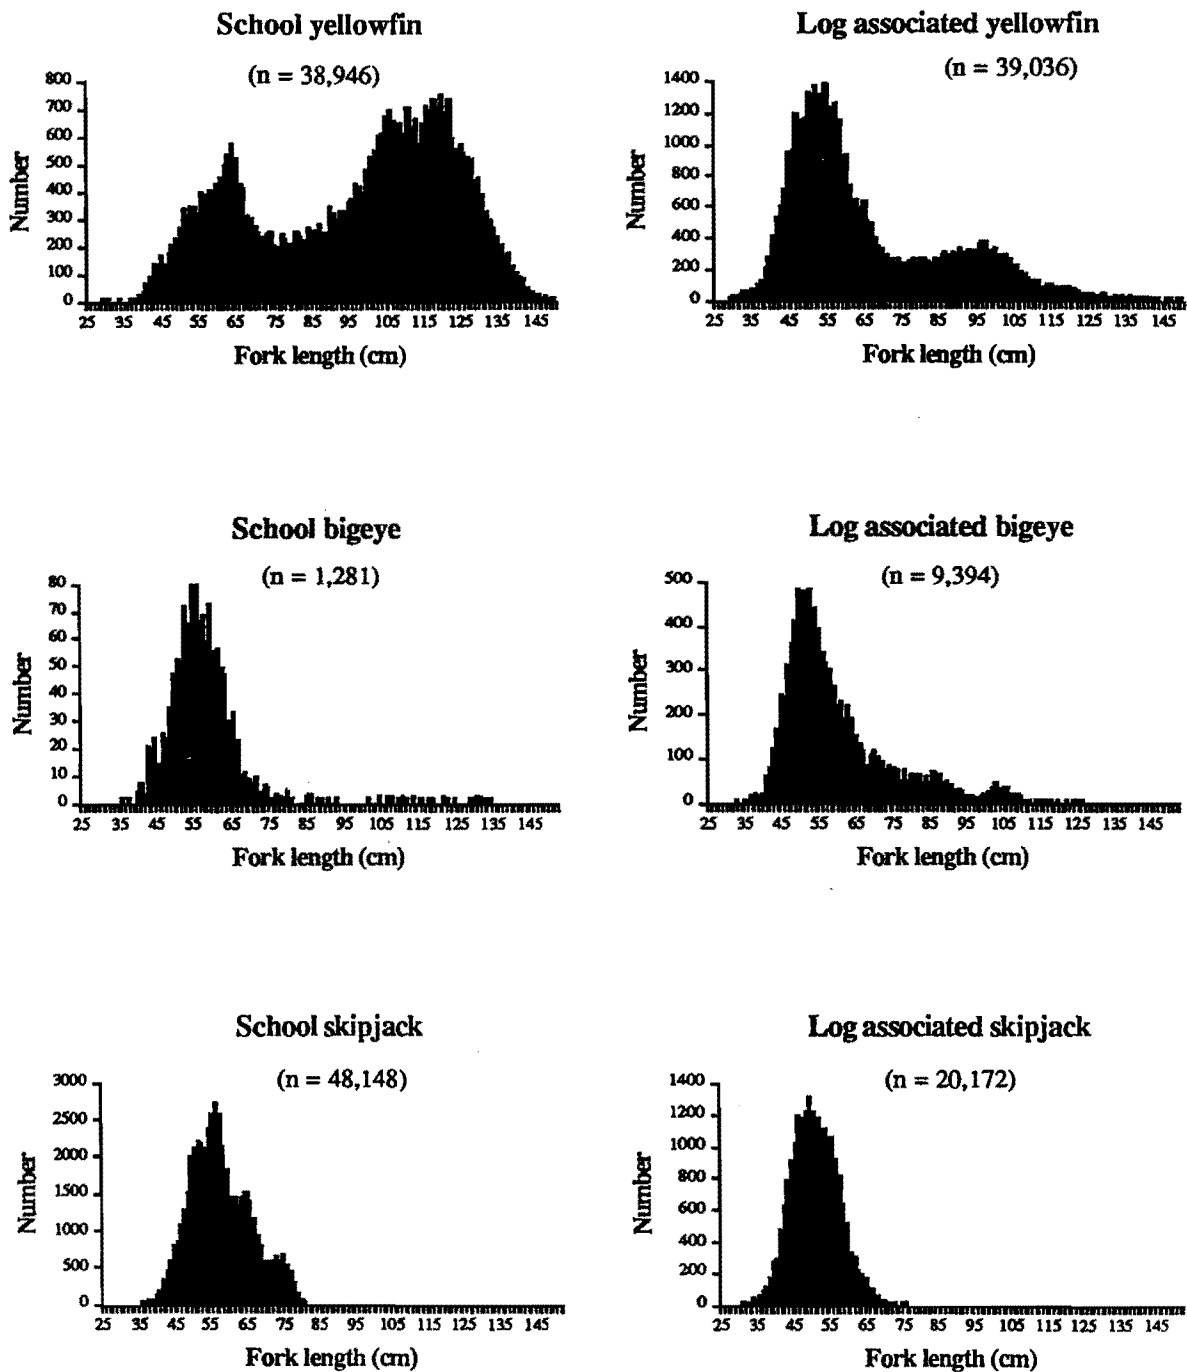 School yellowfin
(n = 38,946)
800
700
600
500
400
300
200
100
0
Number
25 35 45 55 65 75 85 95 105 115 125 135 145
Fork length (cm)
Log associated yellowfin
(n = 39,036)
1400
1200
1000
800
600
400
200
0
Number
25 35 45 55 65 75 85 95 105 115 125 135 145
Fork length (cm)
School bigeye
(n = 1,281)
80
70
60
50
40
30
20
10
0
Number
25 35 45 55 65 75 85 95 105 115 125 135 145
Fork length (cm)
Log associated bigeye
(n = 9,394)
500
400
300
200
100
0
Number
25 35 45 55 65 75 85 95 105 115 125 135 145
Fork length (cm)
School skipjack
(n = 48,148)
3000
2500
2000
1500
1000
500
0
Number
25 35 45 55 65 75 85 95 105 115 125 135 145
Fork length (cm)
Log associated skipjack
(n = 20,172)
1400
1200
1000
800
600
400
200
0
Number
25 35 45 55 65 75 85 95 105 115 125 135 145
Fork length (cm)